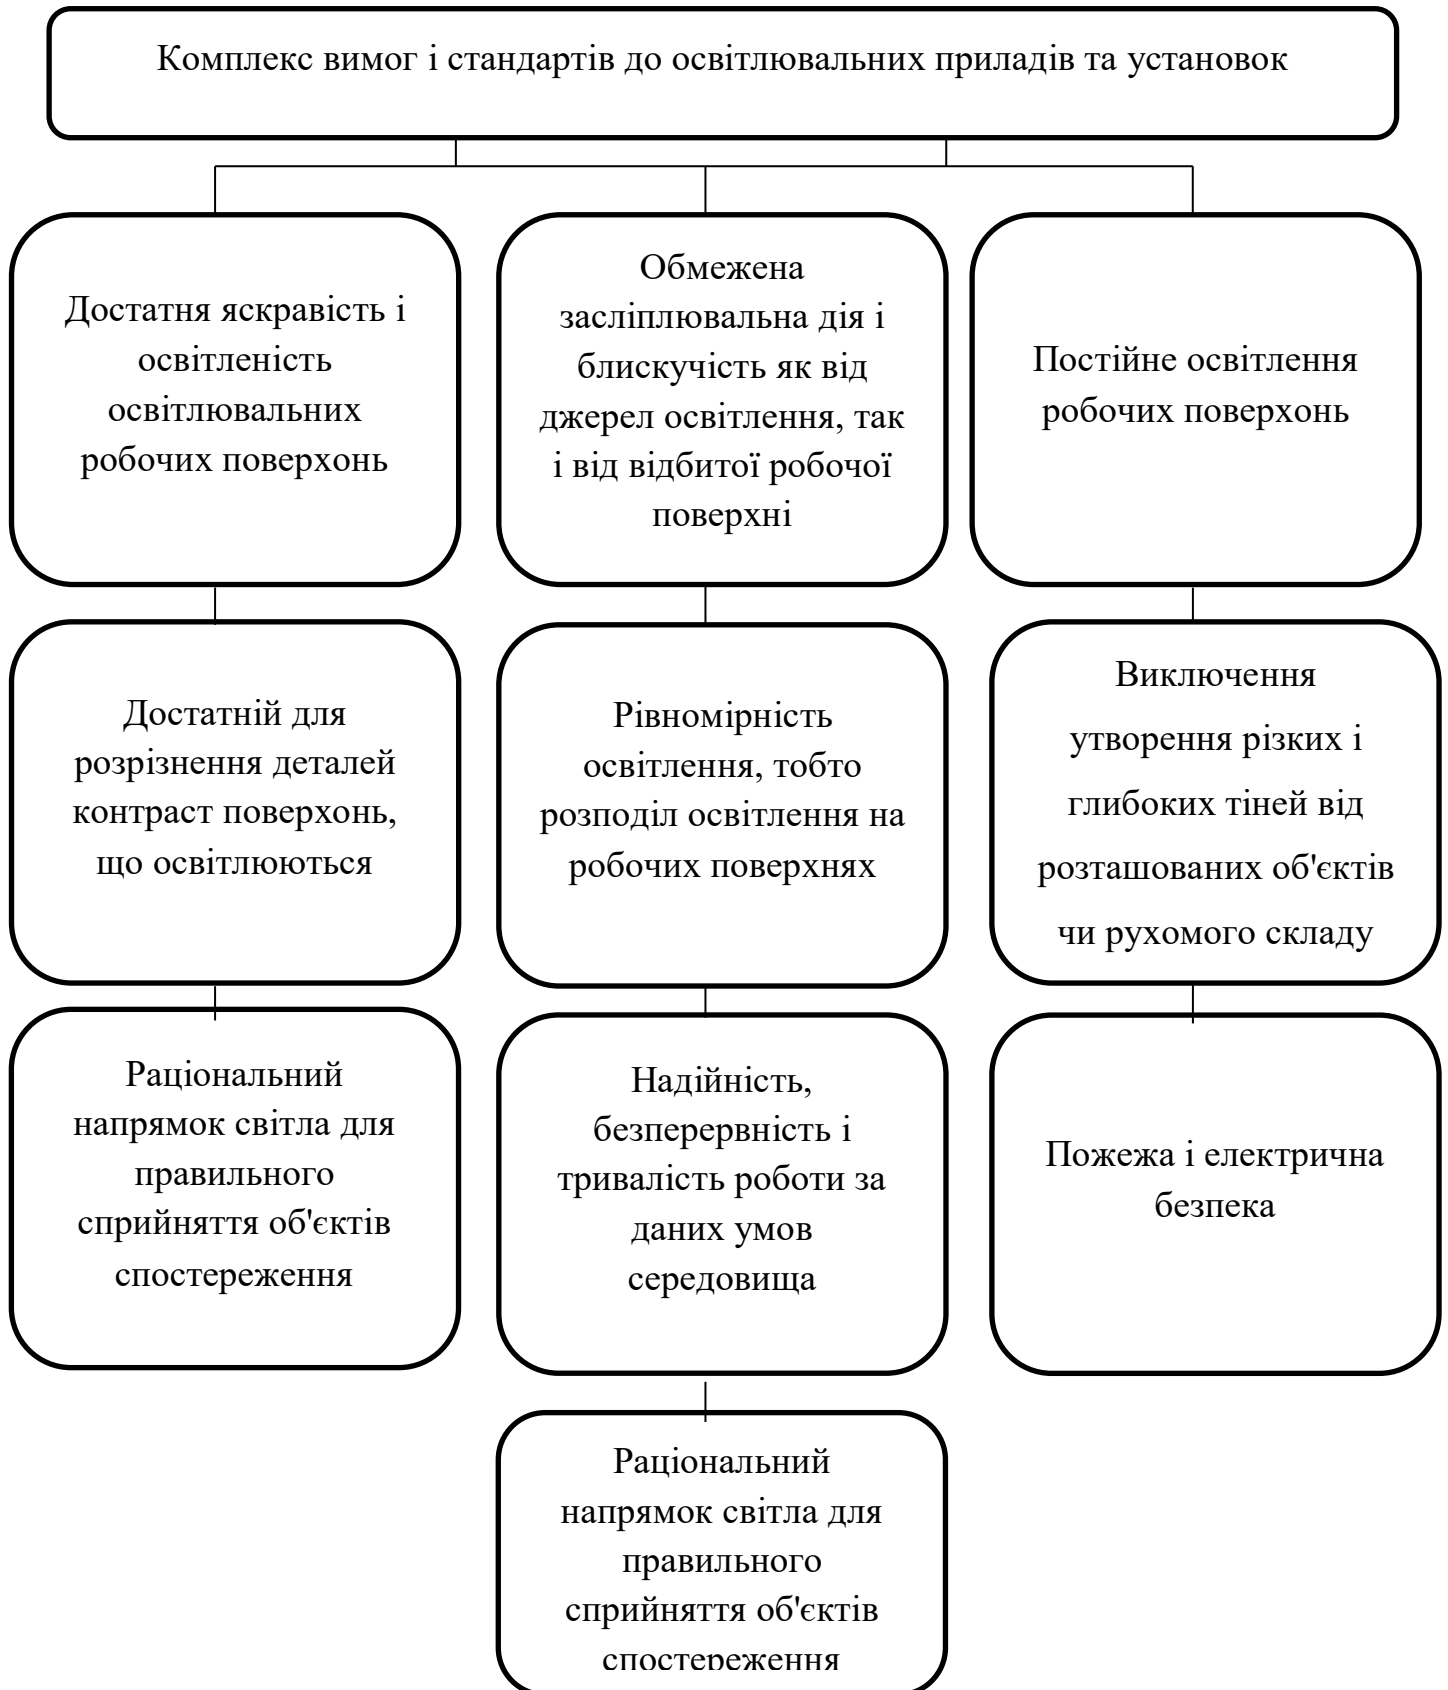 Комплекс вимог і стандартів до освітлювальних приладів та установок
Достатня яскравість і
освітленість
освітлювальних
робочих поверхонь
Обмежена
засліплювальна дія і
блискучість як від
джерел освітлення, так
і від відбитої робочої
поверхні
Постійне освітлення
робочих поверхонь
Достатній для
розрізнення деталей
контраст поверхонь,
що освітлюються
Рівномірність
освітлення, тобто
розподіл освітлення на
робочих поверхнях
Виключення
утворення різких і
глибоких тіней від
розташованих об'єктів
чи рухомого складу
Раціональний
напрямок світла для
правильного
сприйняття об'єктів
спостереження
Надійність,
безперервність і
тривалість роботи за
даних умов
середовища
Пожежа і електрична
безпека
Раціональний
напрямок світла для
правильного
сприйняття об'єктів
спостереження